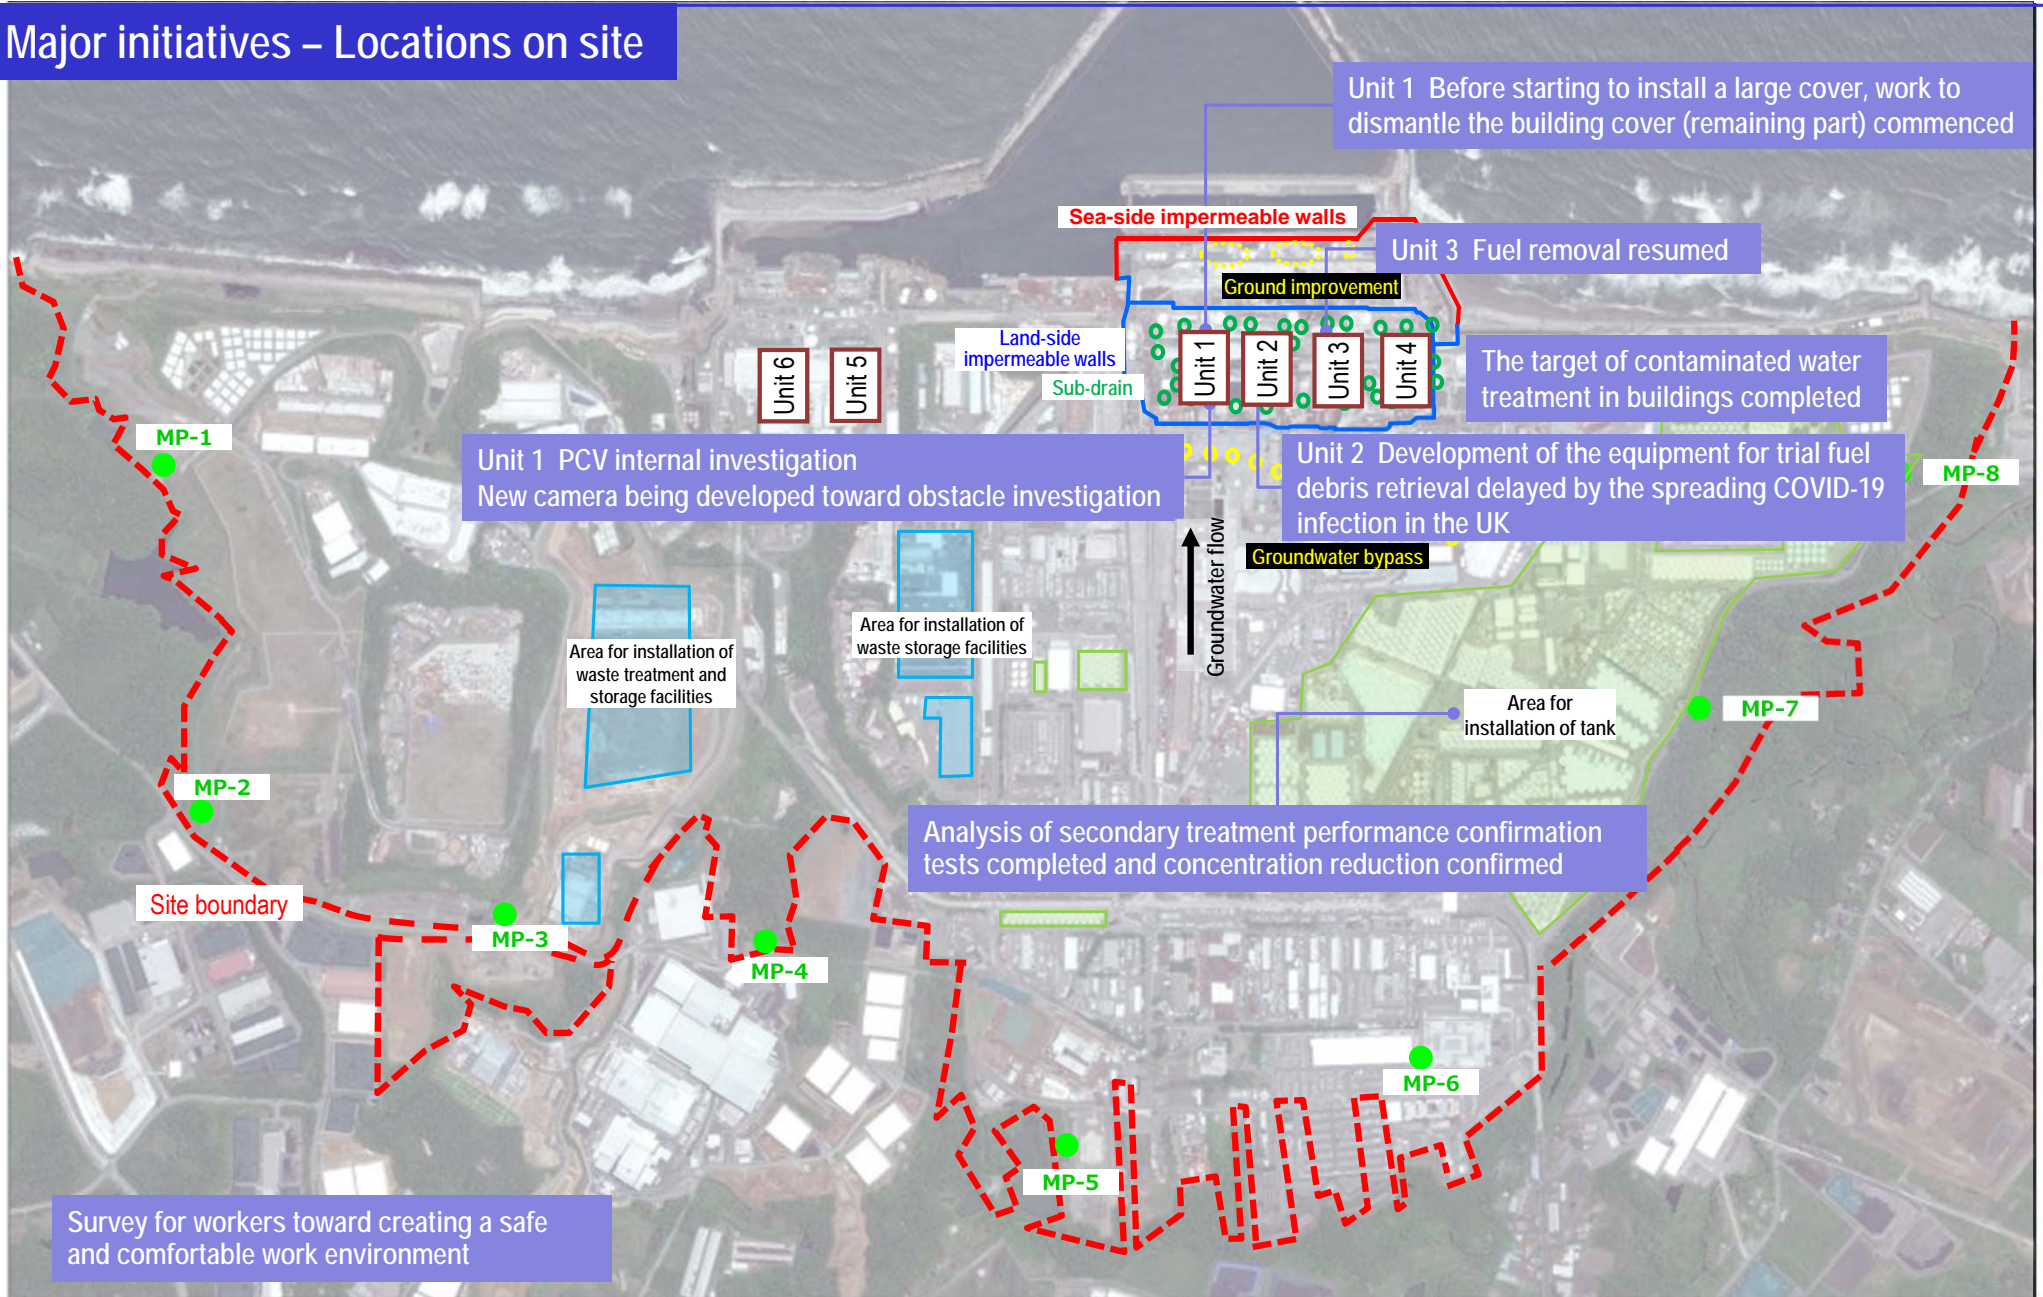 Major initiatives – Locations on site
Unit 1  Before starting to install a large cover, work to
dismantle the building cover (remaining part) commenced
Sea-side impermeable walls
Unit 3  Fuel removal resumed
Ground improvement
Land-side
impermeable walls
Sub-drain
Unit 6
Unit 5
Unit 1
Unit 2
Unit 3
Unit 4
The target of contaminated water
treatment in buildings completed
MP-1
Unit 1  PCV internal investigation
New camera being developed toward obstacle investigation
Unit 2  Development of the equipment for trial fuel
debris retrieval delayed by the spreading COVID-19
infection in the UK
MP-8
Groundwater flow
Groundwater bypass
Area for installation of
waste treatment and
storage facilities
Area for installation of
waste storage facilities
Area for
installation of tank
MP-7
MP-2
Analysis of secondary treatment performance confirmation
tests completed and concentration reduction confirmed
Site boundary
MP-3
MP-4
MP-6
MP-5
Survey for workers toward creating a safe
and comfortable work environment